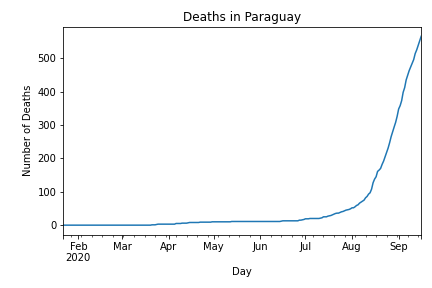 Deaths in Paraguay
Number of Deaths
500
400
300
200
100
0
Feb Mar Apr May Jun Jul Aug Sep
2020
Day